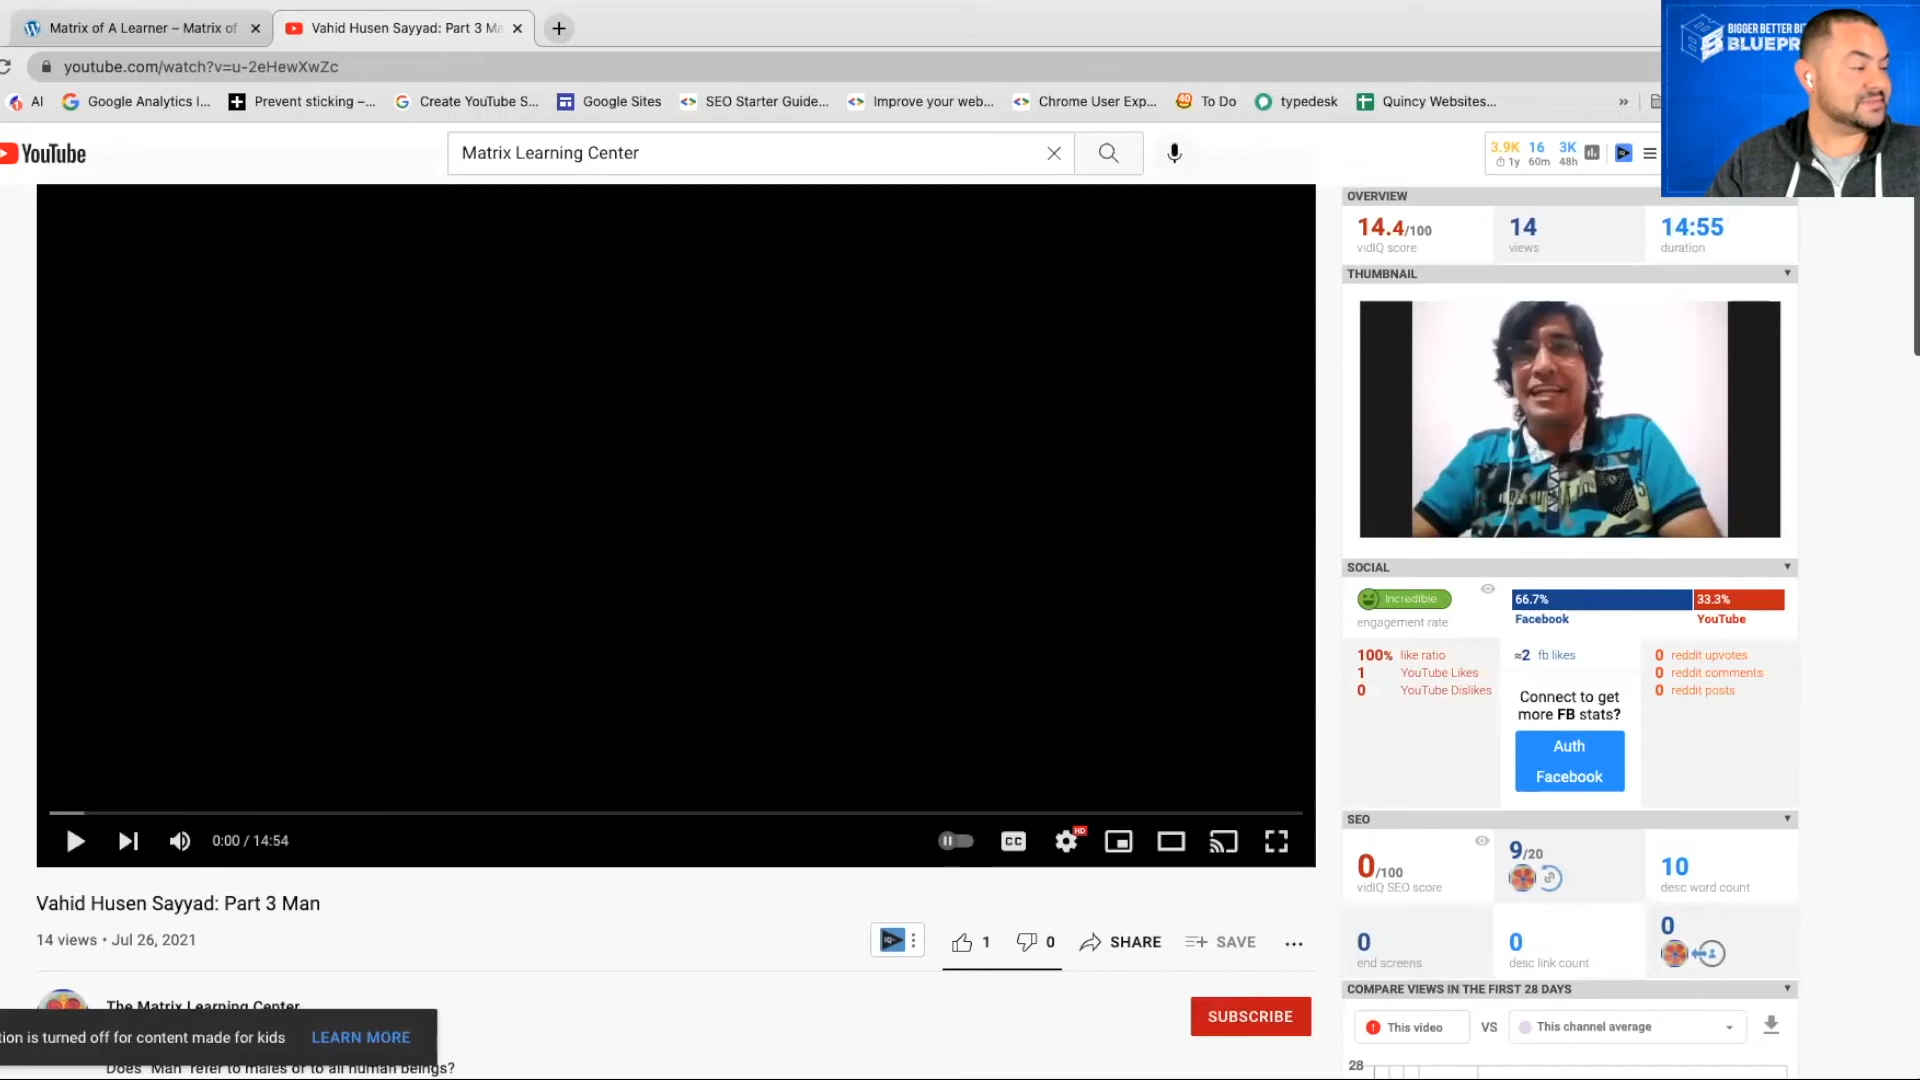 Matrix of A Learner – Matrix of
Vahid Husen Sayyad: Part 3 Ma
youtube.com/watch?v=u-2eHewXwZc
BIGGER BETTER
AI
Google Analytics I...
Prevent sticking –...
Create YouTube S...
Google Sites
SEO Starter Guide...
Improve your web...
Chrome User Exp...
To Do
typedesk
Quincy Websites...
»
YouTube
Matrix Learning Center
3.9K 16 3K
1y 60m 48h
OVERVIEW
14.4/100 14 14:55
vidIQ score views duration
THUMBNAIL
SOCIAL
Incredible
engagement rate
66.7% 33.3%
Facebook YouTube
100% like ratio
1 YouTube Likes
0 YouTube Dislikes
≈2 fb likes
Connect to get
more FB stats?
Auth
Facebook
0 reddit upvotes
0 reddit comments
0 reddit posts
SEO
0/100
vidIQ SEO score
9/20
10
desc word count
0
end screens
0
desc link count
0
COMPARE VIEWS IN THE FIRST 28 DAYS
This video VS This channel average
28
0:00 / 14:54
CC
HD
Vahid Husen Sayyad: Part 3 Man
14 views • Jul 26, 2021
1 0 SHARE SAVE ...
The Matrix Learning Center
SUBSCRIBE
tion is turned off for content made for kids LEARN MORE
Does "Man" refer to males or to all human beings?